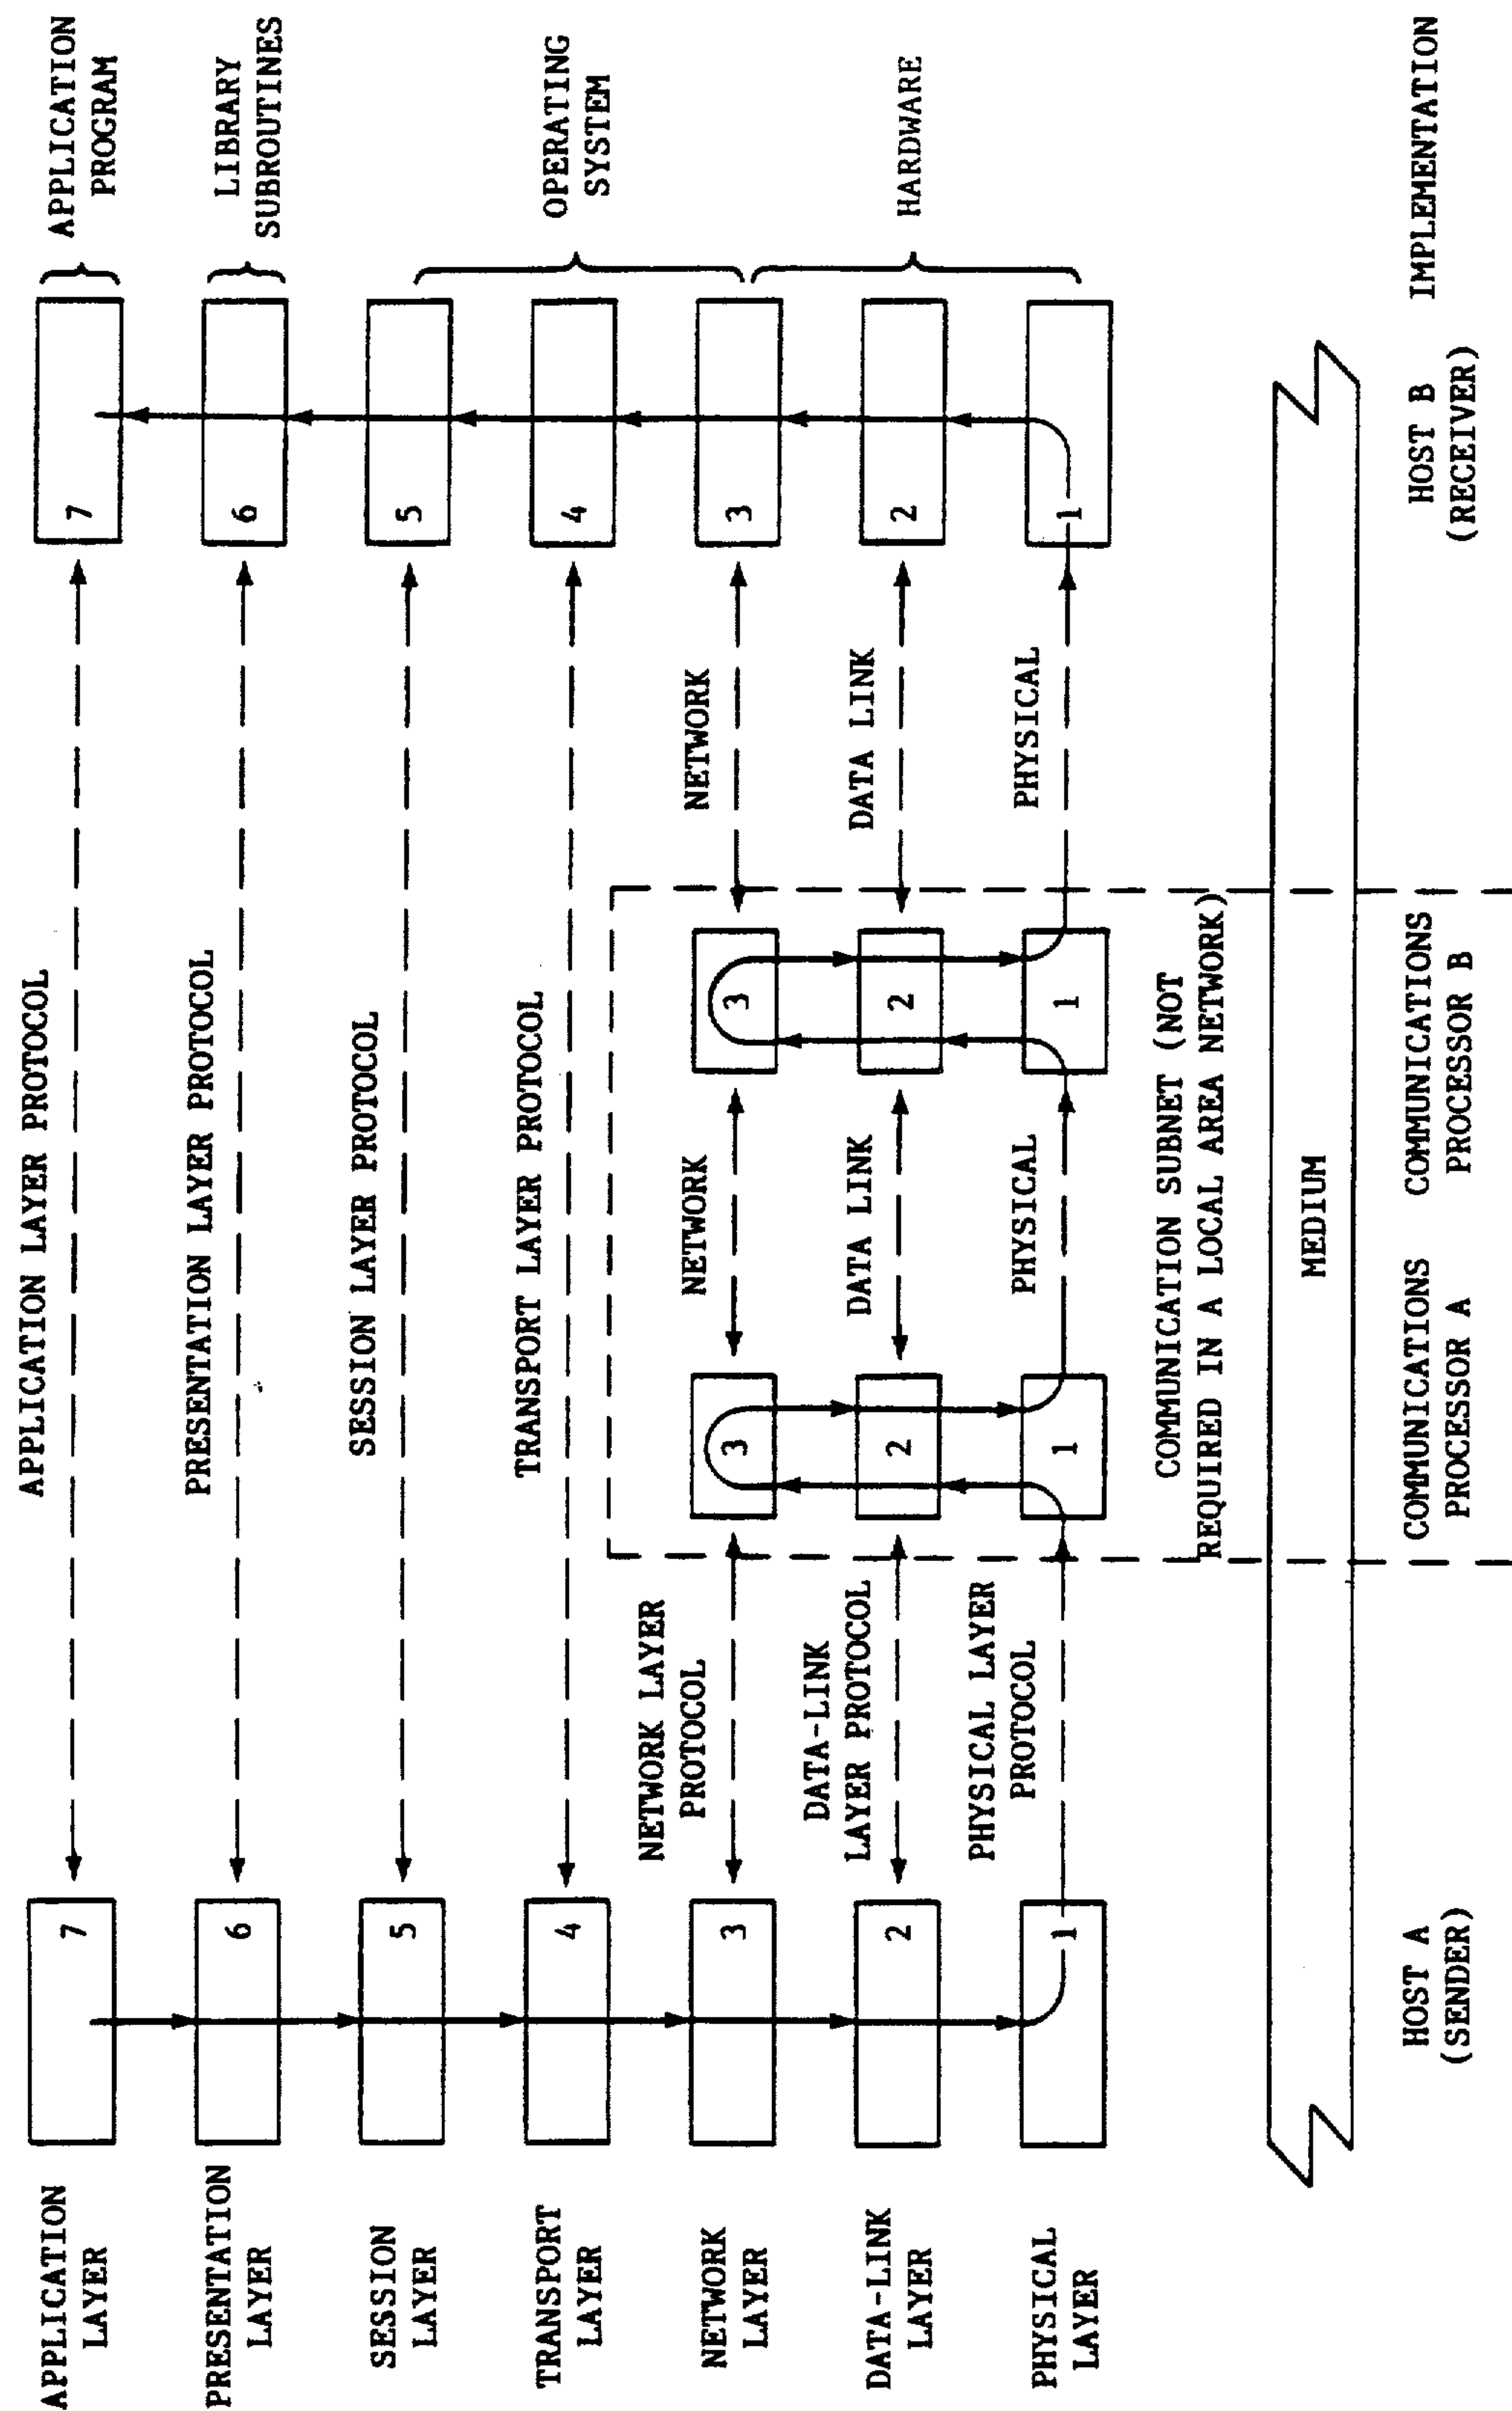 APPLICATION LAYER PROTOCOL
APPLICATION
LAYER
7
7
APPLICATION
PROGRAM
PRESENTATION LAYER PROTOCOL
PRESENTATION
LAYER
6
6
LIBRARY
SUBROUTINES
SESSION LAYER PROTOCOL
SESSION
LAYER
5
5
TRANSPORT LAYER PROTOCOL
TRANSPORT
LAYER
4
4
OPERATING
SYSTEM
NETWORK LAYER
PROTOCOL
NETWORK
NETWORK
NETWORK
LAYER
3
3
3
3
DATA-LINK
LAYER PROTOCOL
DATA LINK
DATA LINK
DATA-LINK
LAYER
2
2
2
2
HARDWARE
PHYSICAL LAYER
PROTOCOL
PHYSICAL
PHYSICAL
PHYSICAL
LAYER
1
1
1
1
COMMUNICATION SUBNET (NOT
REQUIRED IN A LOCAL AREA NETWORK)
MEDIUM
HOST A
(SENDER)
COMMUNICATIONS
PROCESSOR A
COMMUNICATIONS
PROCESSOR B
HOST B
(RECEIVER)
IMPLEMENTATION